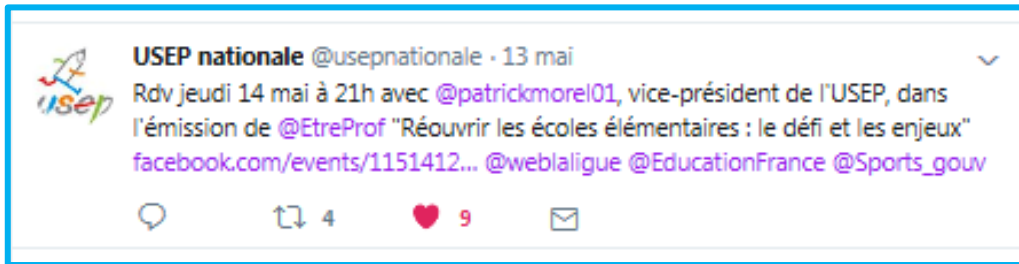 USEP nationale @usepnationale · 13 mai
usep
Rdv jeudi 14 mai à 21h avec @patrickmorel01, vice-président de l'USEP, dans
l'émission de @EtreProf "Réouvrir les écoles élémentaires : le défi et les enjeux"
facebook.com/events/1151412... @weblaligue @EducationFrance @Sports_gouv
4 9